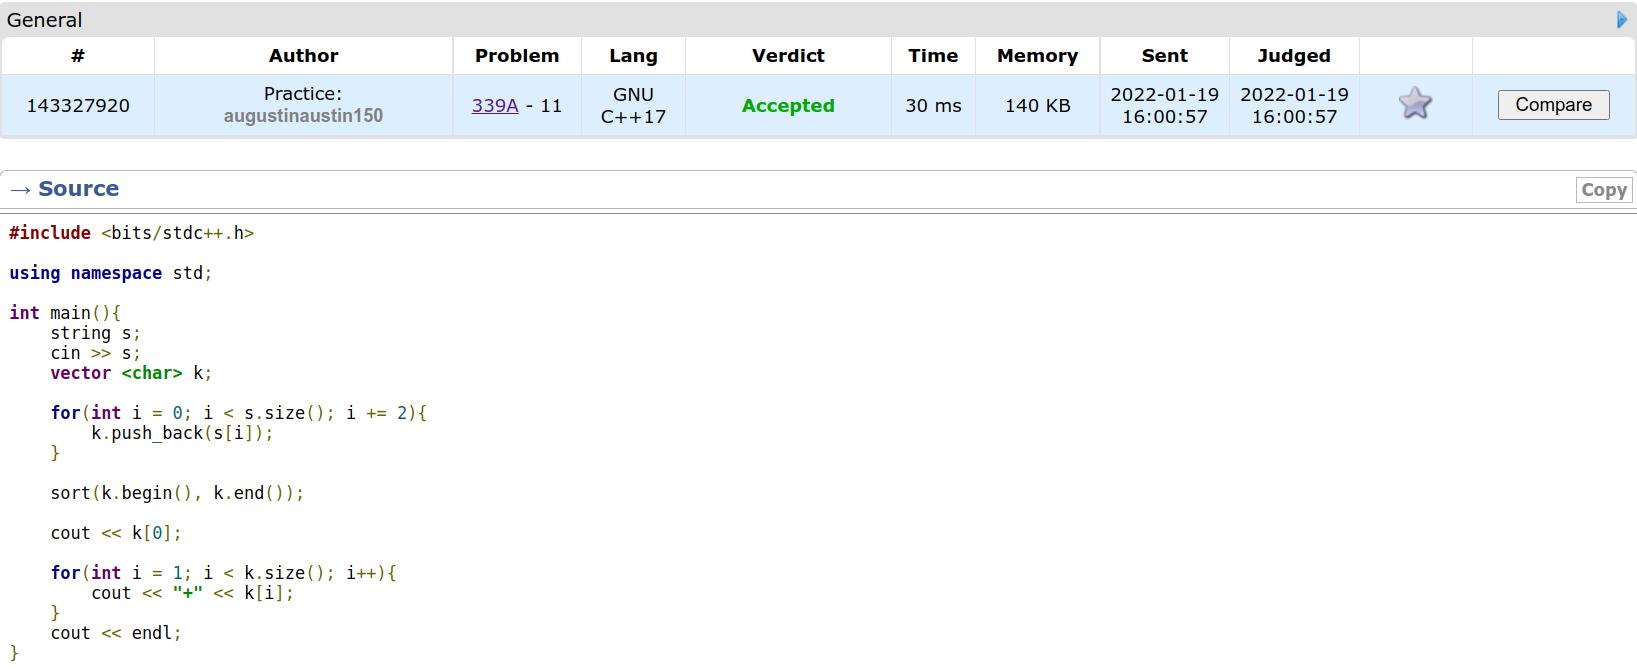 General
# Author Problem Lang Verdict Time Memory Sent Judged
143327920 Practice: augustinaustin150 339A - 11 GNU C++17 Accepted 30 ms 140 KB 2022-01-19 16:00:57 2022-01-19 16:00:57 Compare
→ Source Copy
#include <bits/stdc++.h>
using namespace std;
int main(){
    string s;
    cin >> s;
    vector <char> k;
    for(int i = 0; i < s.size(); i += 2){
        k.push_back(s[i]);
    }
    sort(k.begin(), k.end());
    cout << k[0];
    for(int i = 1; i < k.size(); i++){
        cout << "+" << k[i];
    }
    cout << endl;
}